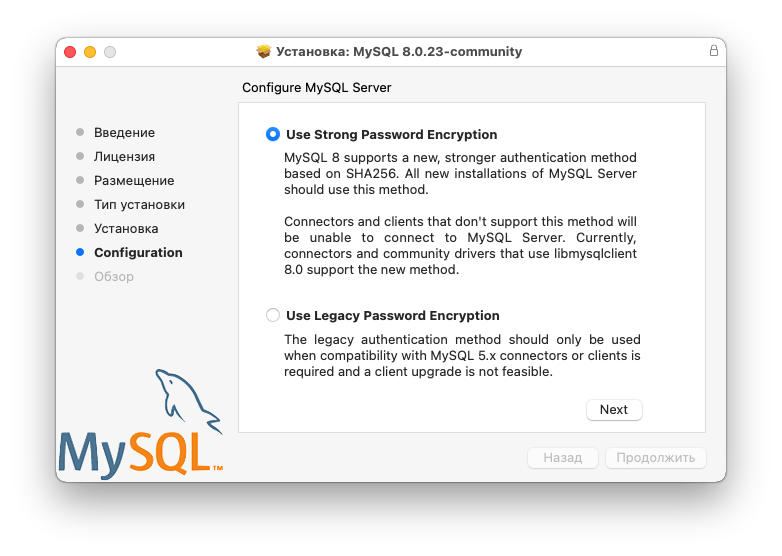 Установка: MySQL 8.0.23-community
Configure MySQL Server
Введение
Лицензия
Размещение
Тип установки
Установка
Configuration
Обзор
Use Strong Password Encryption
MySQL 8 supports a new, stronger authentication method
based on SHA256. All new installations of MySQL Server
should use this method.
Connectors and clients that don't support this method will
be unable to connect to MySQL Server. Currently,
connectors and community drivers that use libmysqlclient
8.0 support the new method.
Use Legacy Password Encryption
The legacy authentication method should only be used
when compatibility with MySQL 5.x connectors or clients is
required and a client upgrade is not feasible.
Next
MySQL™
Назад
Продолжить